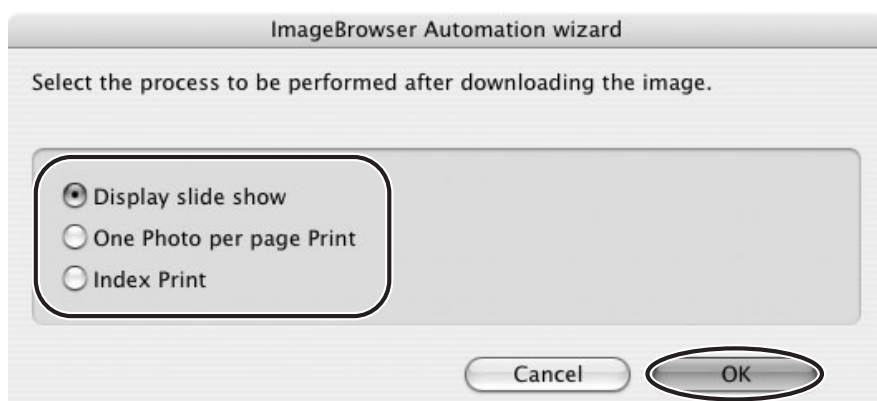 ImageBrowser Automation wizard
Select the process to be performed after downloading the image.
Display slide show
One Photo per page Print
Index Print
Cancel OK